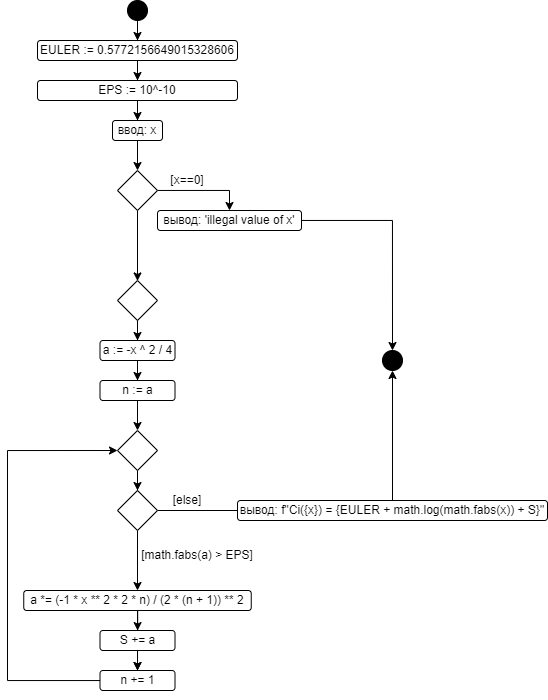 EULER := 0.5772156649015328606
EPS := 10^-10
ввод: x
[x==0]
вывод: 'illegal value of x'
a := -x ^ 2 / 4
n := a
[else]
вывод: f"Ci({x}) = {EULER + math.log(math.fabs(x)) + S}"
[math.fabs(a) > EPS]
a *= (-1 * x ** 2 * 2 * n) / (2 * (n + 1)) ** 2
S += a
n += 1